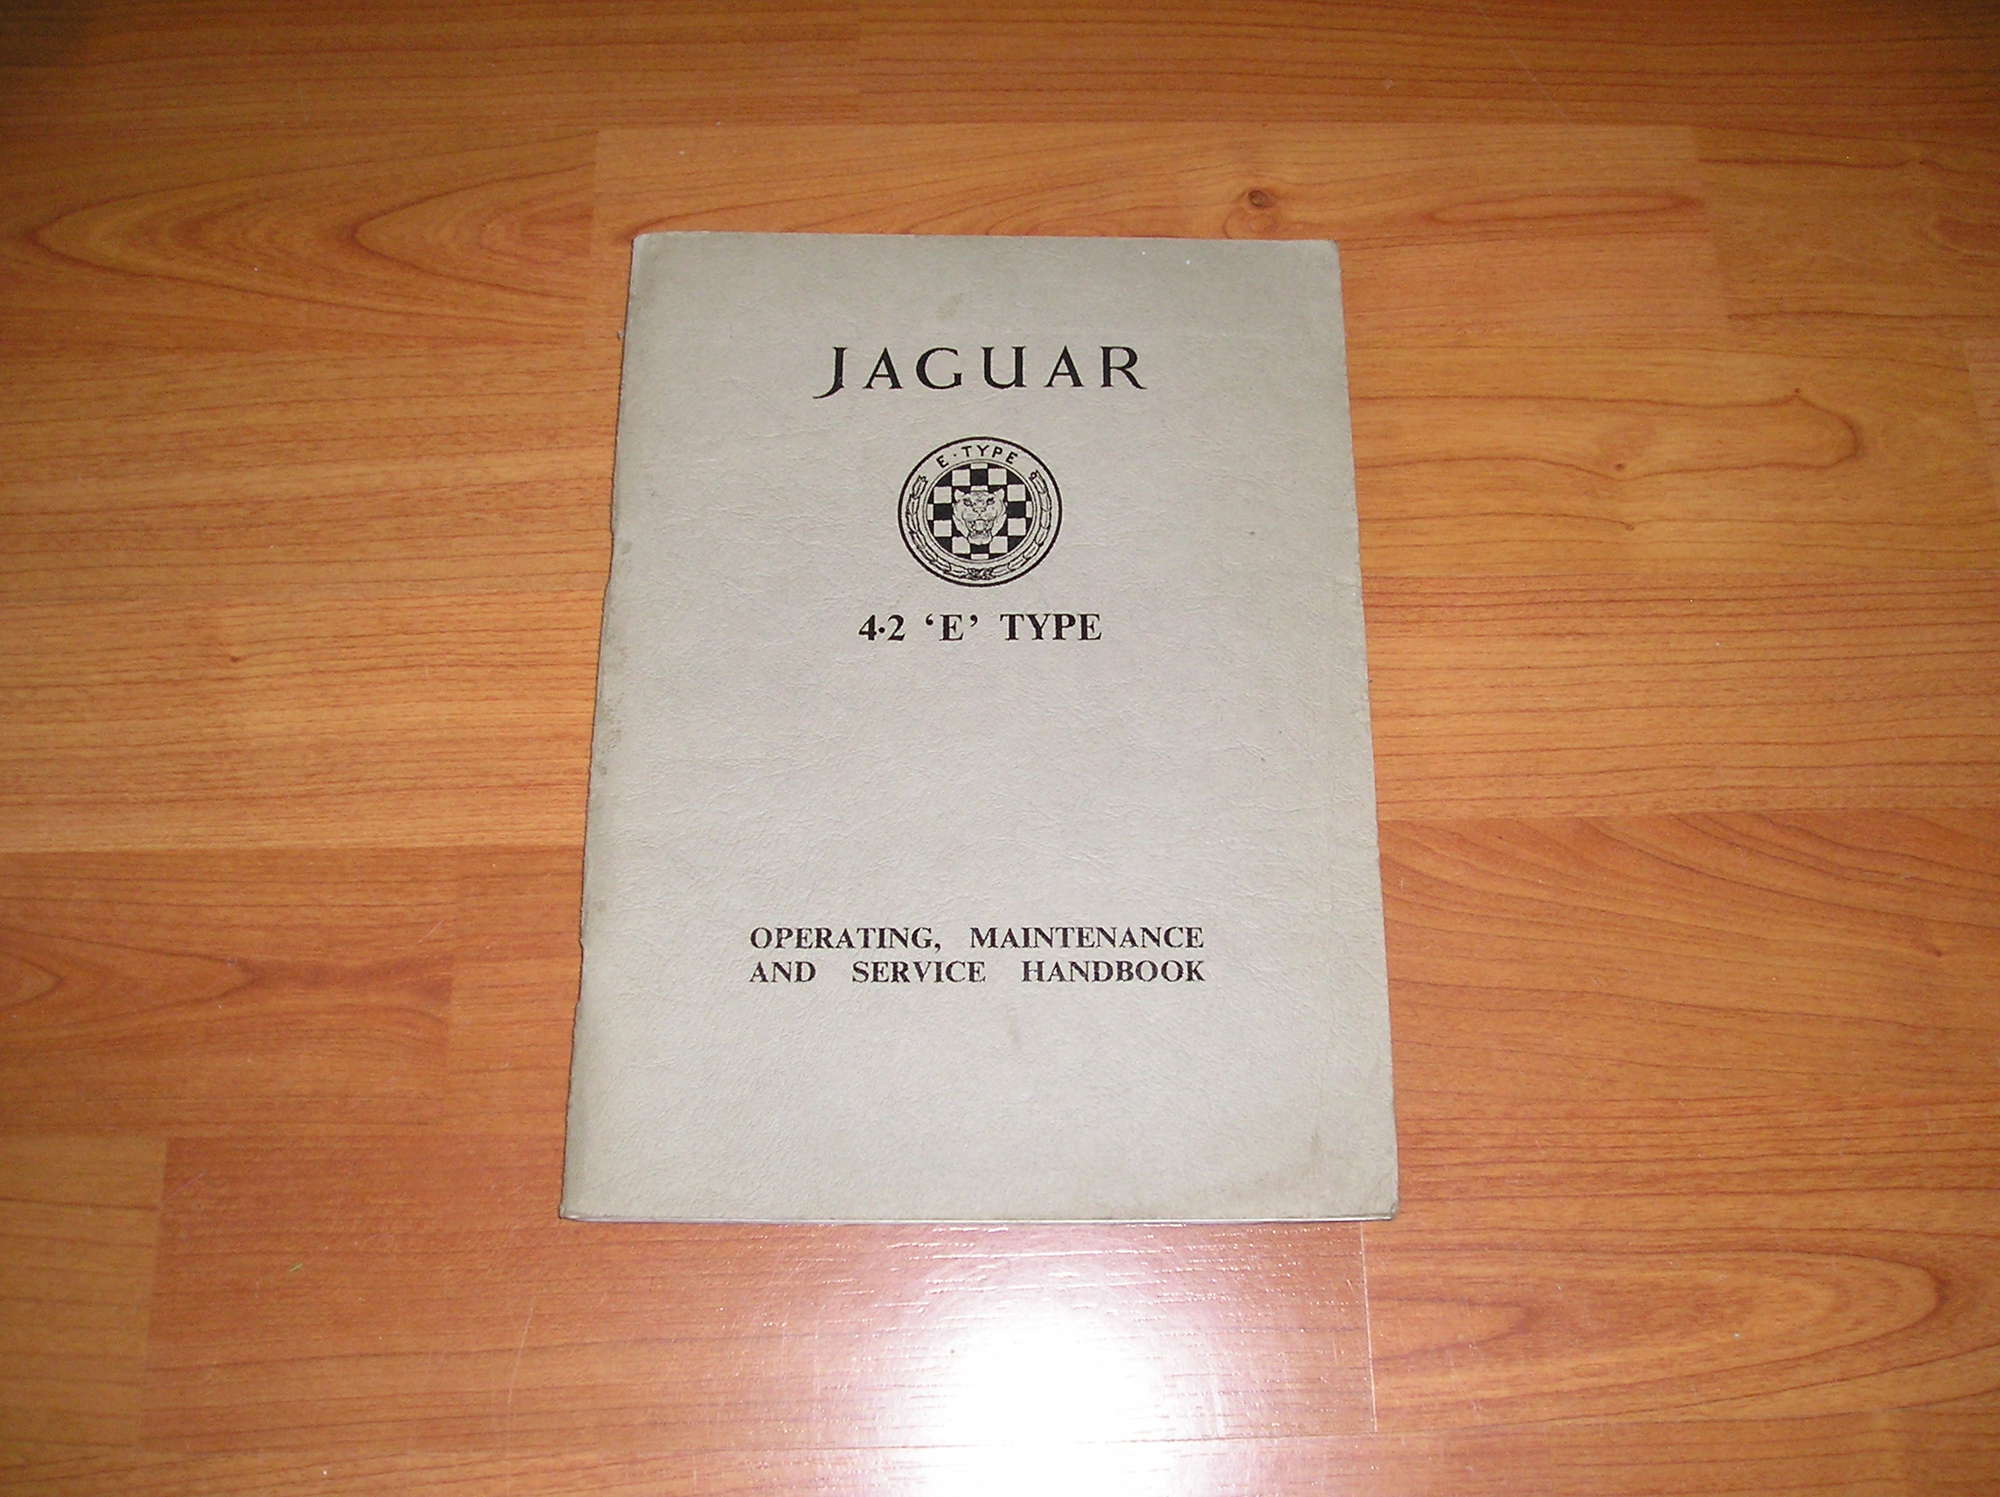 JAGUAR
E·TYPE
4·2 ‘E’ TYPE
OPERATING, MAINTENANCE
AND SERVICE HANDBOOK